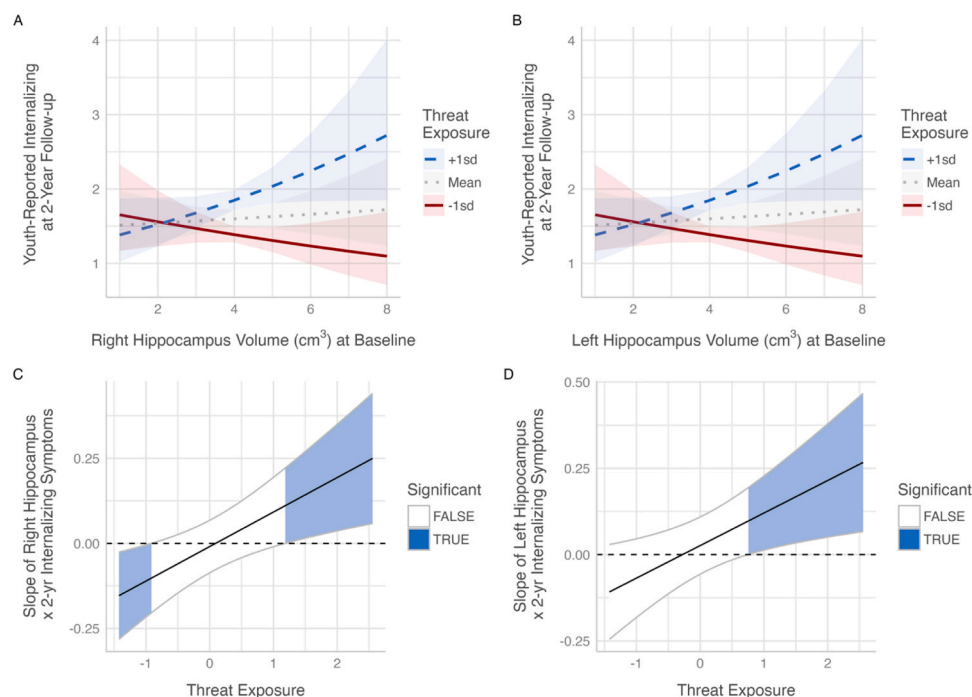 A
Youth-Reported Internalizing
at 2-Year Follow-up
4
3
2
1
2
4
6
8
Right Hippocampus Volume (cm³) at Baseline
Threat
Exposure
+1sd
Mean
-1sd
B
Youth-Reported Internalizing
at 2-Year Follow-up
4
3
2
1
2
4
6
8
Left Hippocampus Volume (cm³) at Baseline
Threat
Exposure
+1sd
Mean
-1sd
C
Slope of Right Hippocampus
x 2-yr Internalizing Symptoms
0.25
0.00
-0.25
-1
0
1
2
Threat Exposure
Significant
FALSE
TRUE
D
Slope of Left Hippocampus
x 2-yr Internalizing Symptoms
0.50
0.25
0.00
-0.25
-1
0
1
2
Threat Exposure
Significant
FALSE
TRUE